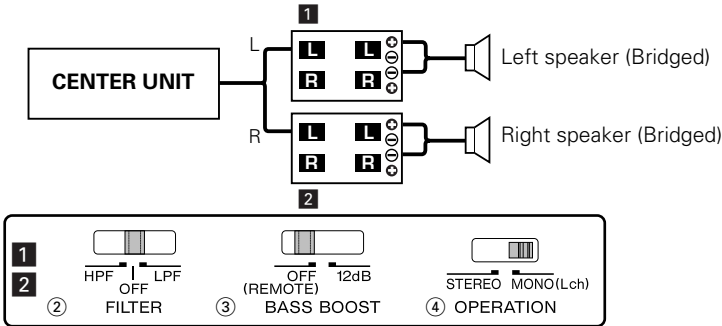 1
L
L L ⊕
⊖
CENTER UNIT
R R ⊖
⊕
Left speaker (Bridged)
R
L L ⊕
⊖
R R ⊖
⊕
Right speaker (Bridged)
2
1
2
HPF LPF
OFF
② FILTER
OFF 12dB
(REMOTE)
③ BASS BOOST
STEREO MONO(Lch)
④ OPERATION